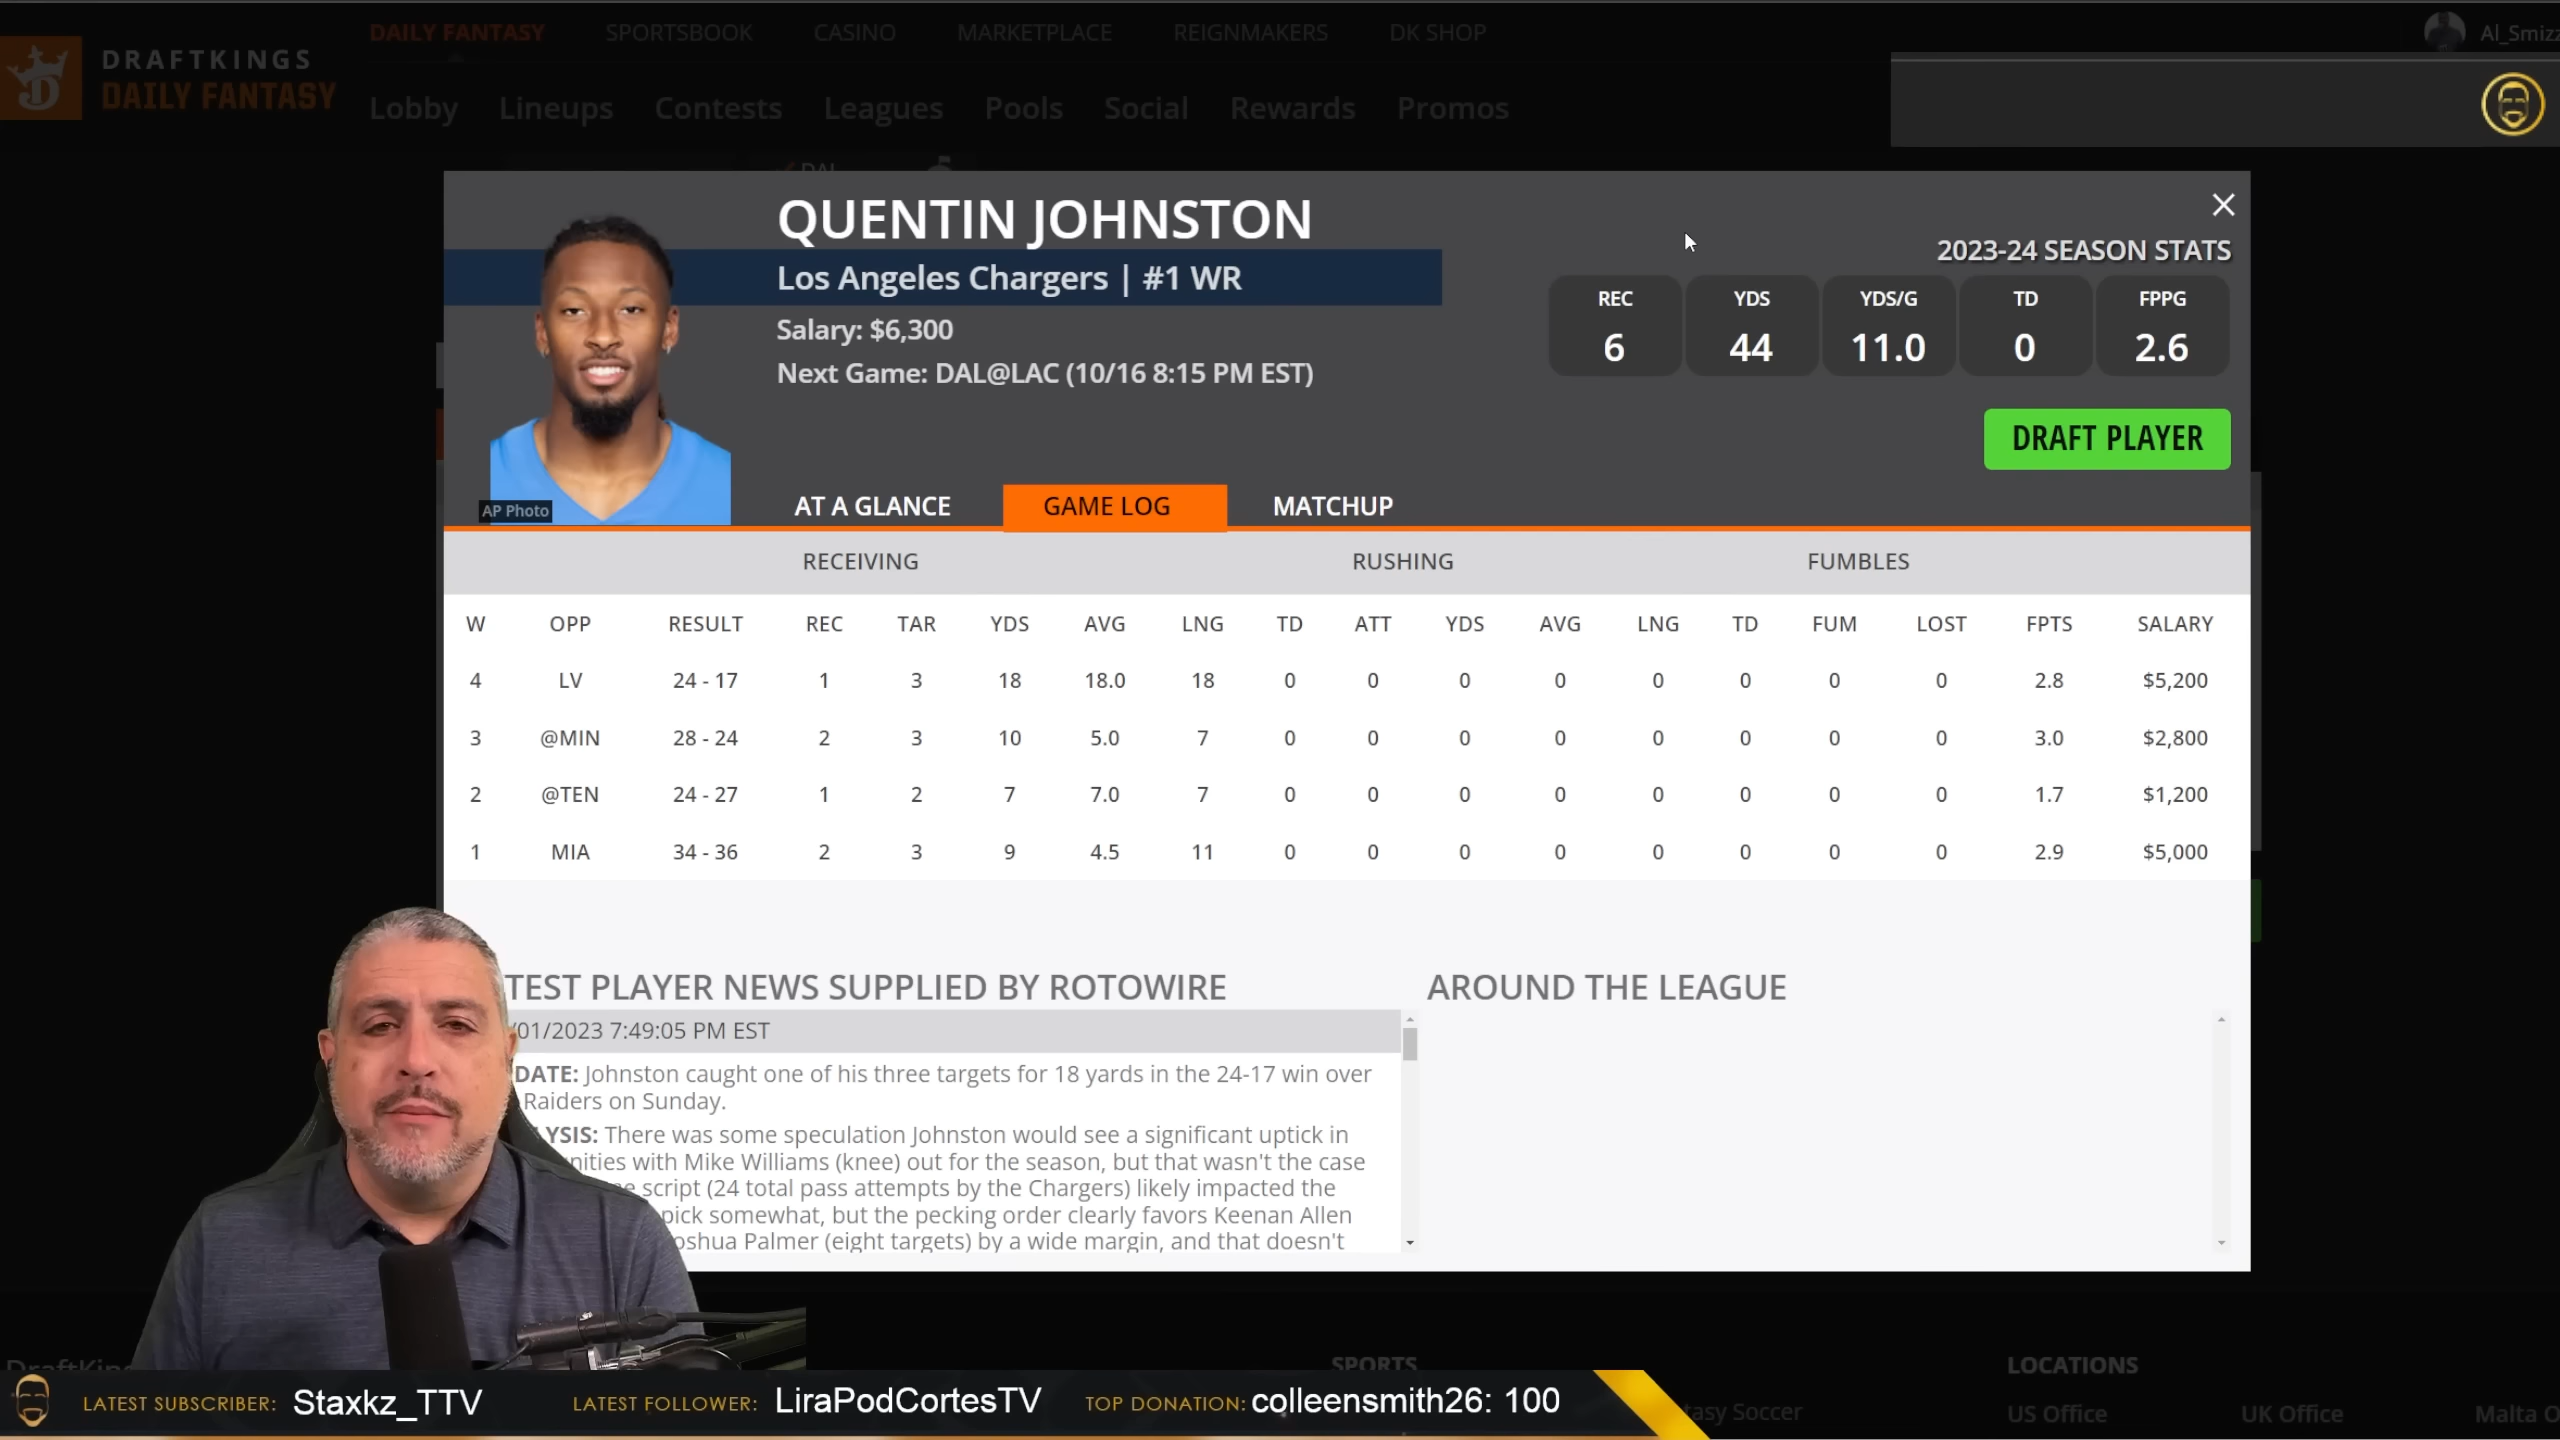 DAILY FANTASY SPORTSBOOK CASINO MARKETPLACE REIGNMAKERS DK SHOP Al_Smizz
DRAFTKINGS
DAILY FANTASY
Lobby Lineups Contests Leagues Pools Social Rewards Promos
DAL
QUENTIN JOHNSTON
Los Angeles Chargers | #1 WR
Salary: $6,300
Next Game: DAL@LAC (10/16 8:15 PM EST)
2023-24 SEASON STATS
REC YDS YDS/G TD FPPG
6 44 11.0 0 2.6
DRAFT PLAYER
AP Photo
AT A GLANCE GAME LOG MATCHUP
RECEIVING RUSHING FUMBLES
W OPP RESULT REC TAR YDS AVG LNG TD ATT YDS AVG LNG TD FUM LOST FPTS SALARY
4 LV 24 - 17 1 3 18 18.0 18 0 0 0 0 0 0 0 0 2.8 $5,200
3 @MIN 28 - 24 2 3 10 5.0 7 0 0 0 0 0 0 0 0 3.0 $2,800
2 @TEN 24 - 27 1 2 7 7.0 7 0 0 0 0 0 0 0 0 1.7 $1,200
1 MIA 34 - 36 2 3 9 4.5 11 0 0 0 0 0 0 0 0 2.9 $5,000
TEST PLAYER NEWS SUPPLIED BY ROTOWIRE
/01/2023 7:49:05 PM EST
DATE: Johnston caught one of his three targets for 18 yards in the 24-17 win over
Raiders on Sunday.
LYSIS: There was some speculation Johnston would see a significant uptick in
nities with Mike Williams (knee) out for the season, but that wasn't the case
script (24 total pass attempts by the Chargers) likely impacted the
pick somewhat, but the pecking order clearly favors Keenan Allen
oshua Palmer (eight targets) by a wide margin, and that doesn't
AROUND THE LEAGUE
SPORTS
tasy Soccer
LOCATIONS
US Office UK Office Malta O
LATEST SUBSCRIBER: Staxkz_TTV LATEST FOLLOWER: LiraPodCortesTV TOP DONATION: colleensmith26: 100